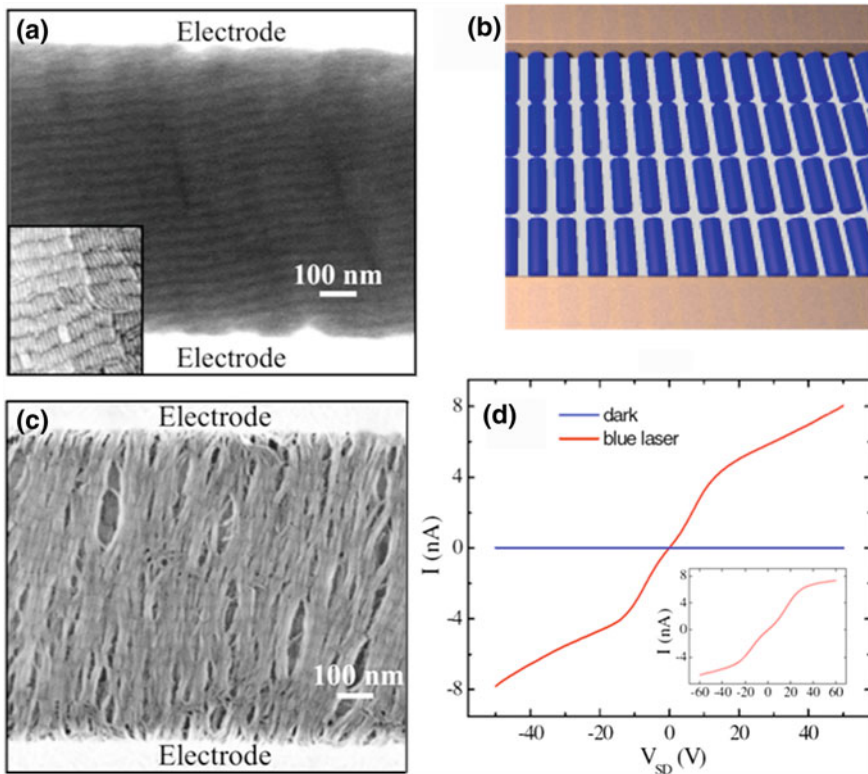 (a)
Electrode
100 nm
Electrode
(b)
(c)
Electrode
100 nm
Electrode
(d)
dark
blue laser
I (nA)
8
4
0
-4
-8
-40
-20
0
20
40
V_SD (V)
I (nA)
8
4
0
-4
-60
-40
-20
0
20
40
60